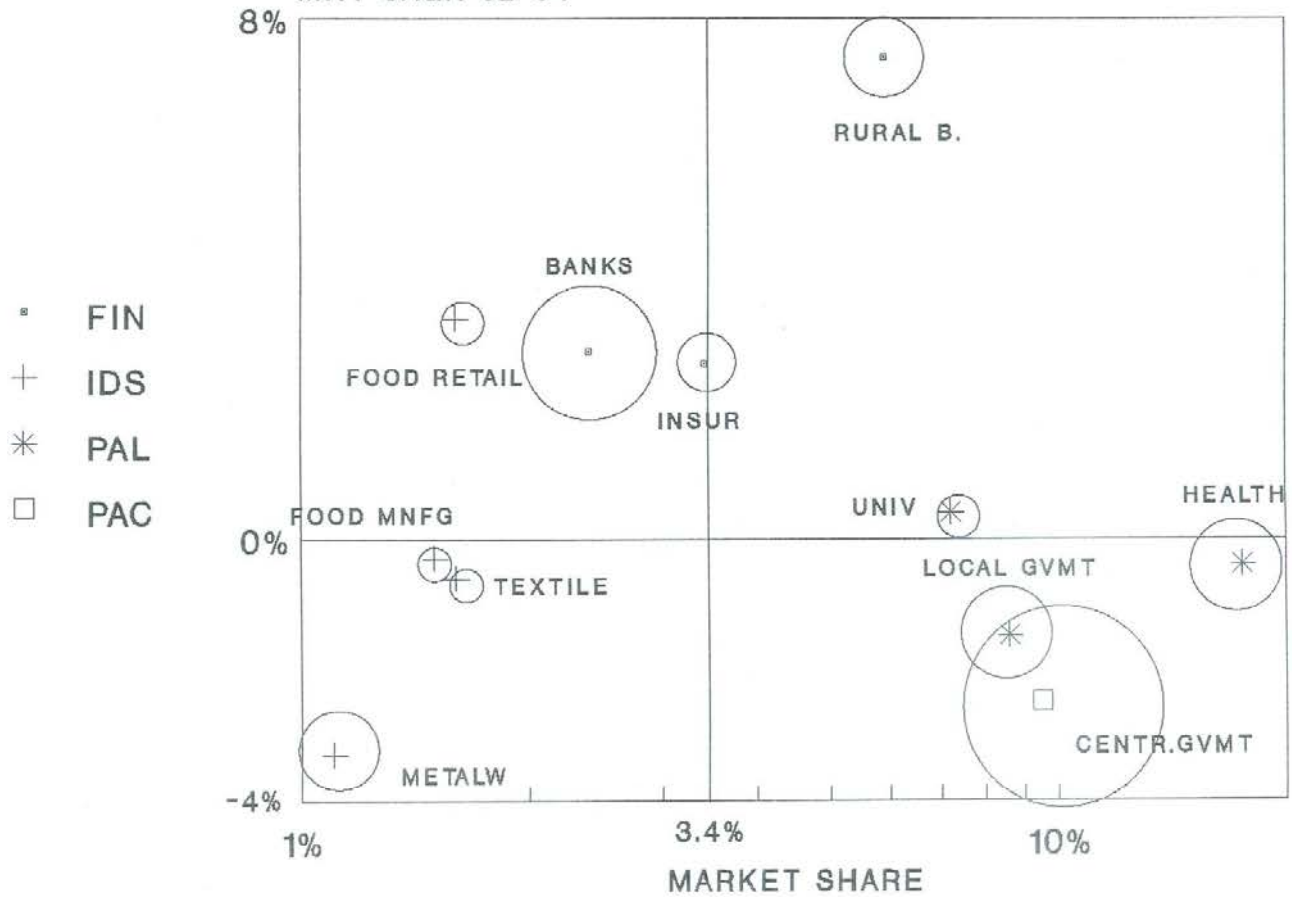 8%
RURAL B.
BANKS
FIN
IDS
PAL
PAC
FOOD RETAIL
INSUR
UNIV
HEALTH
FOOD MNFG
0%
LOCAL GVMT
TEXTILE
CENTR.GVMT
METALW
-4%
1%
3.4%
10%
MARKET SHARE